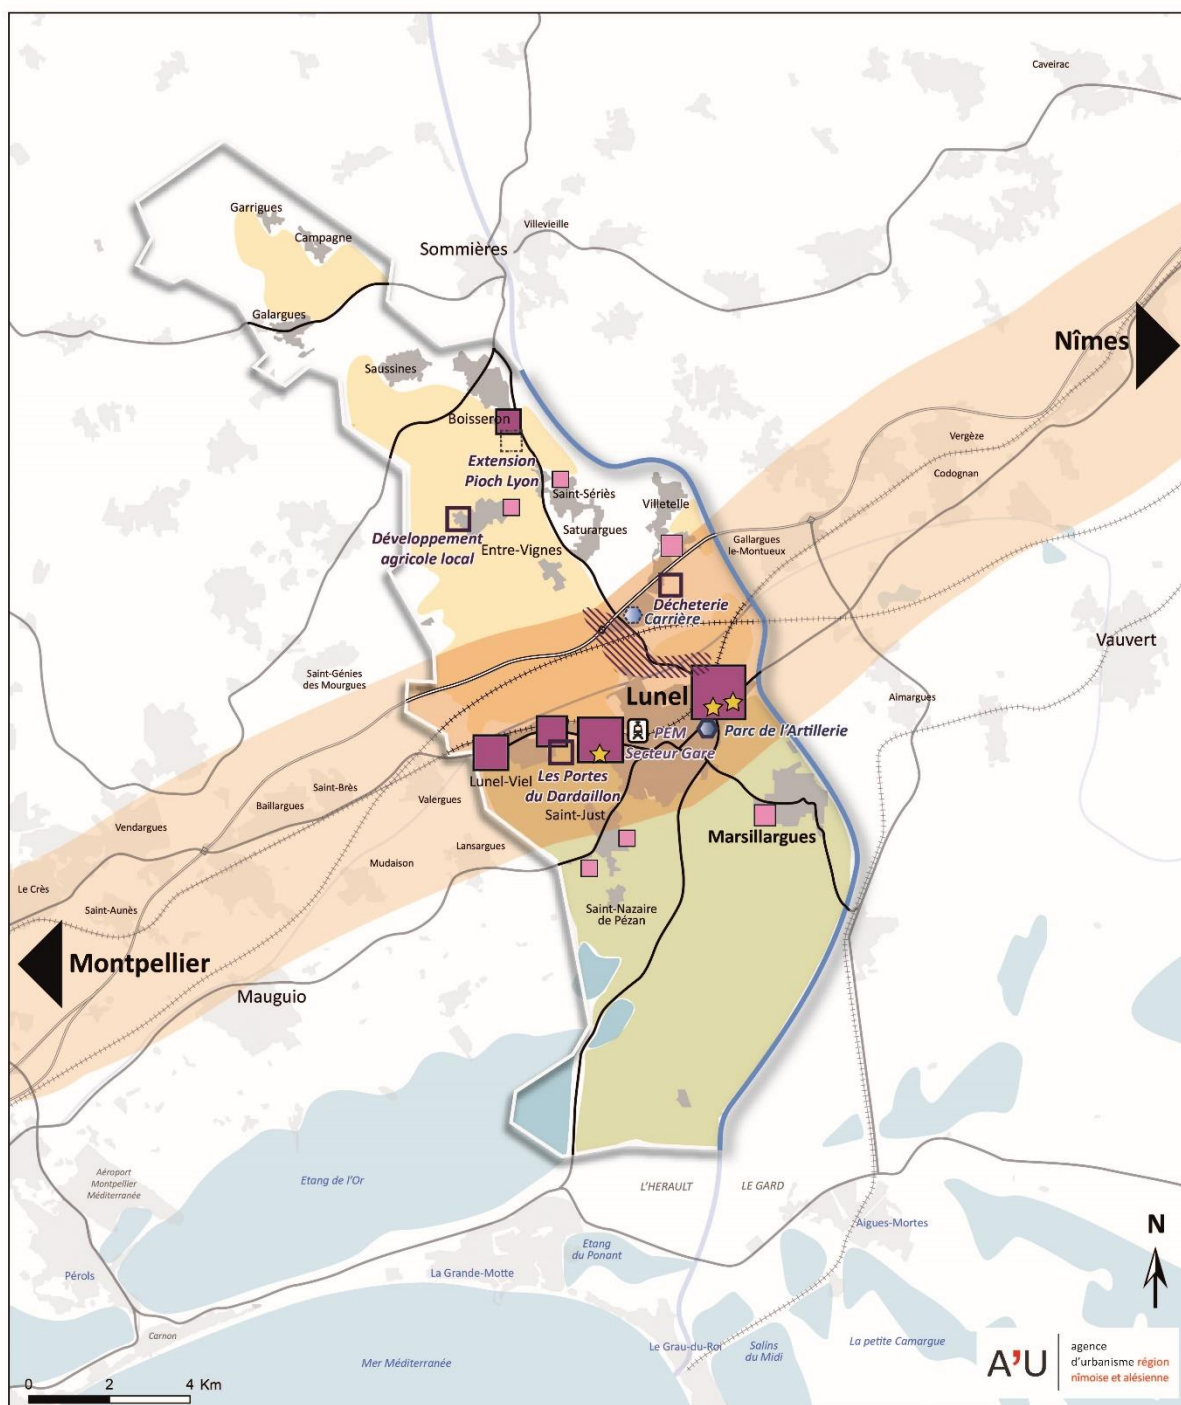 Caveirac
Garrigues
Campagne
Sommières
Villevieille
Galargues
Nîmes
Saussines
Boisseron
Vergèze
Codognan
Extension
Pioch Lyon
Saint-Sériès
Villetelle
Saturargues
Gallargues
le-Montueux
Développement
agricole local
Entre-Vignes
Décheterie
Carrière
Vauvert
Saint-Génies
des Mourgues
Lunel
Aimargues
PEM
Secteur Gare
Parc de l'Artillerie
Lunel-Viel
Les Portes
du Dardaillon
Saint-Brès
Baillargues
Valergues
Vendargues
Saint-Just
Marsillargues
Lansargues
Mudaison
Le Crès
Saint-Aunès
Saint-Nazaire
de Pézan
Montpellier
Mauguio
Aéroport
Montpellier
Méditerranée
Etang de l'Or
L'HERAULT
LE GARD
Aigues-Mortes
N
Etang
du Ponant
Pérols
La Grande-Motte
Carnon
Le Grau-du-Roi
Salins
du Midi
La petite Camargue
Mer Méditerranée
A'U
agence
d'urbanisme région
nîmoise et alésienne
0 2 4 Km